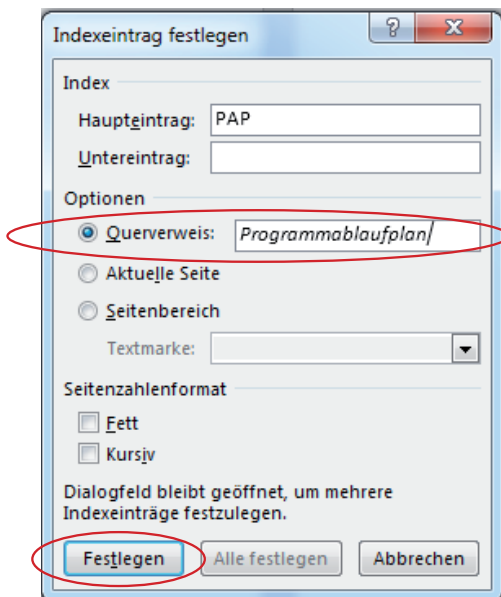 Indexeintrag festlegen
Index
Haupteintrag: PAP
Untereintrag:
Optionen
Querverweis: Programmablaufplan
Aktuelle Seite
Seitenbereich
Textmarke:
Seitenzahlenformat
Fett
Kursiv
Dialogfeld bleibt geöffnet, um mehrere
Indexeinträge festzulegen.
Festlegen Alle festlegen Abbrechen